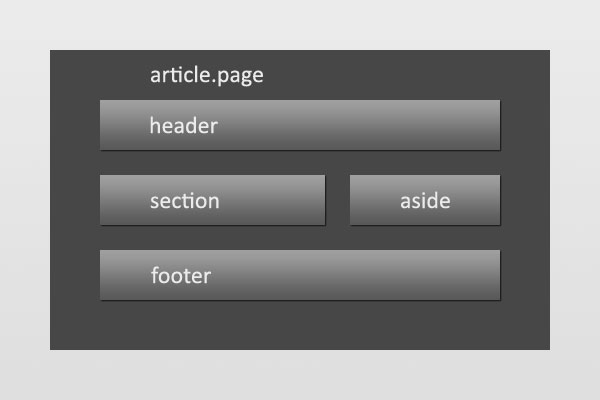 article.page
header
section
aside
footer